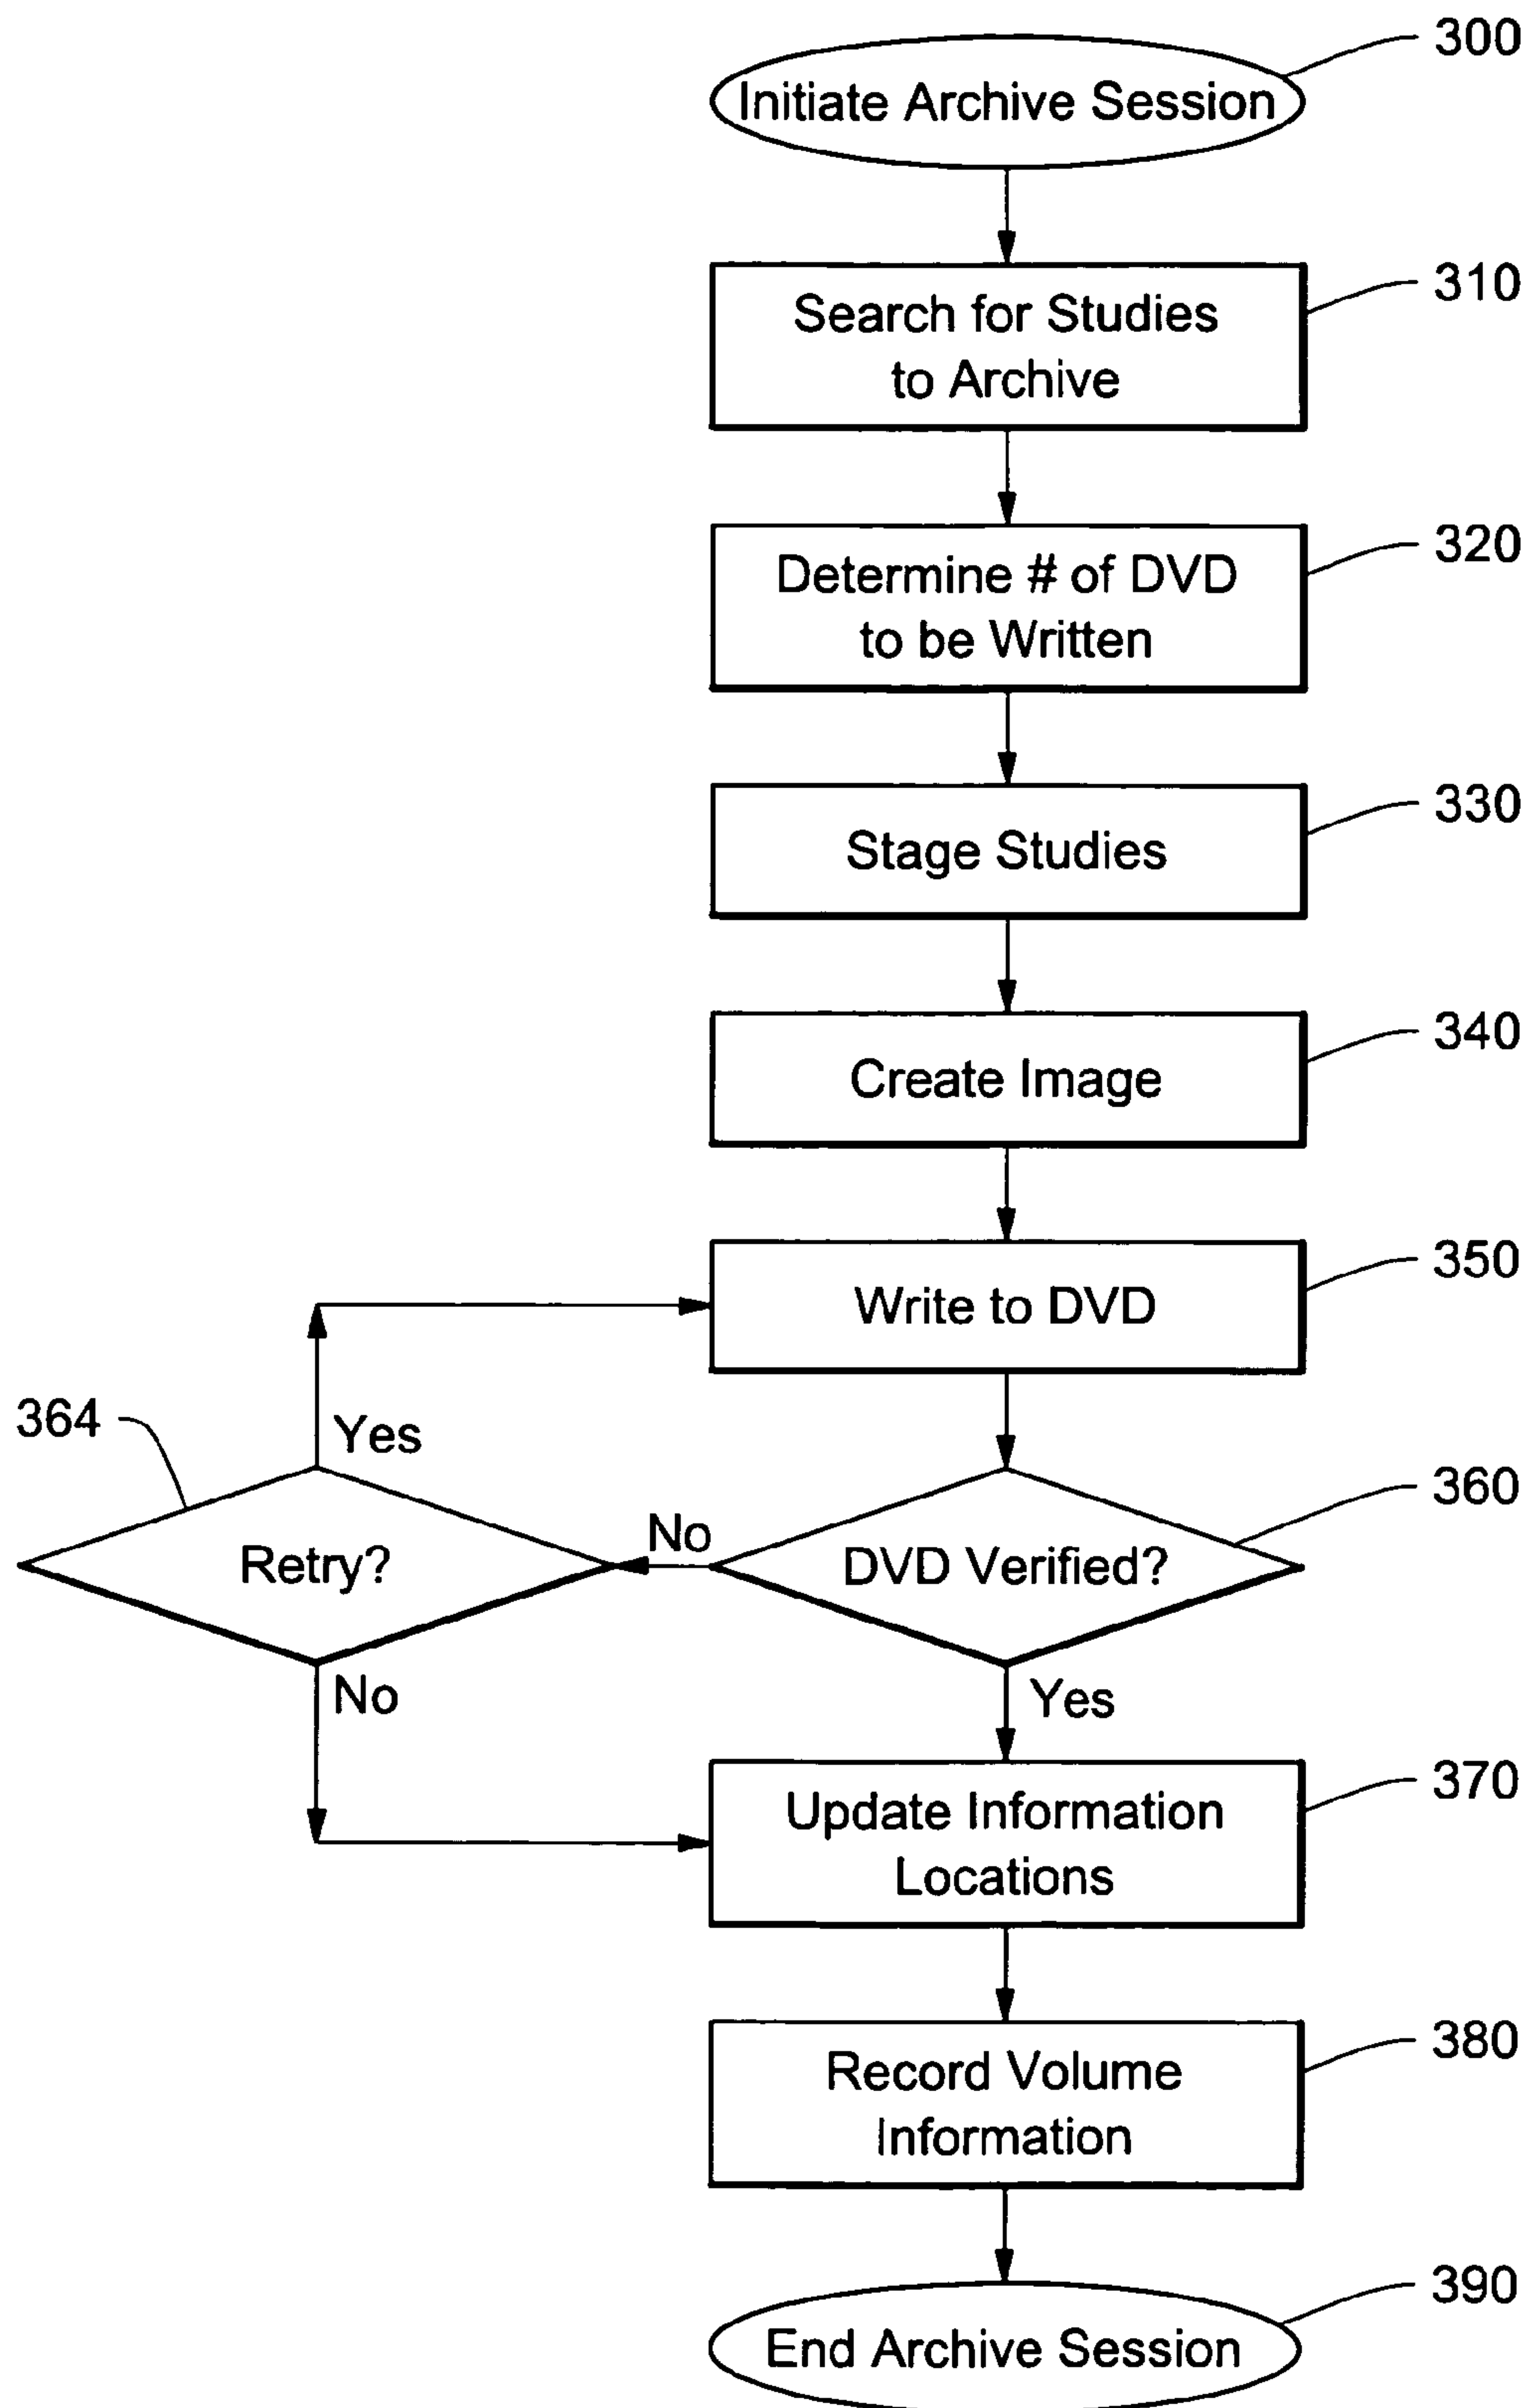 300
Initiate Archive Session
310
Search for Studies
to Archive
320
Determine # of DVD
to be Written
330
Stage Studies
340
Create Image
350
Write to DVD
364
Yes
360
Retry?
No
DVD Verified?
No
Yes
370
Update Information
Locations
380
Record Volume
Information
390
End Archive Session